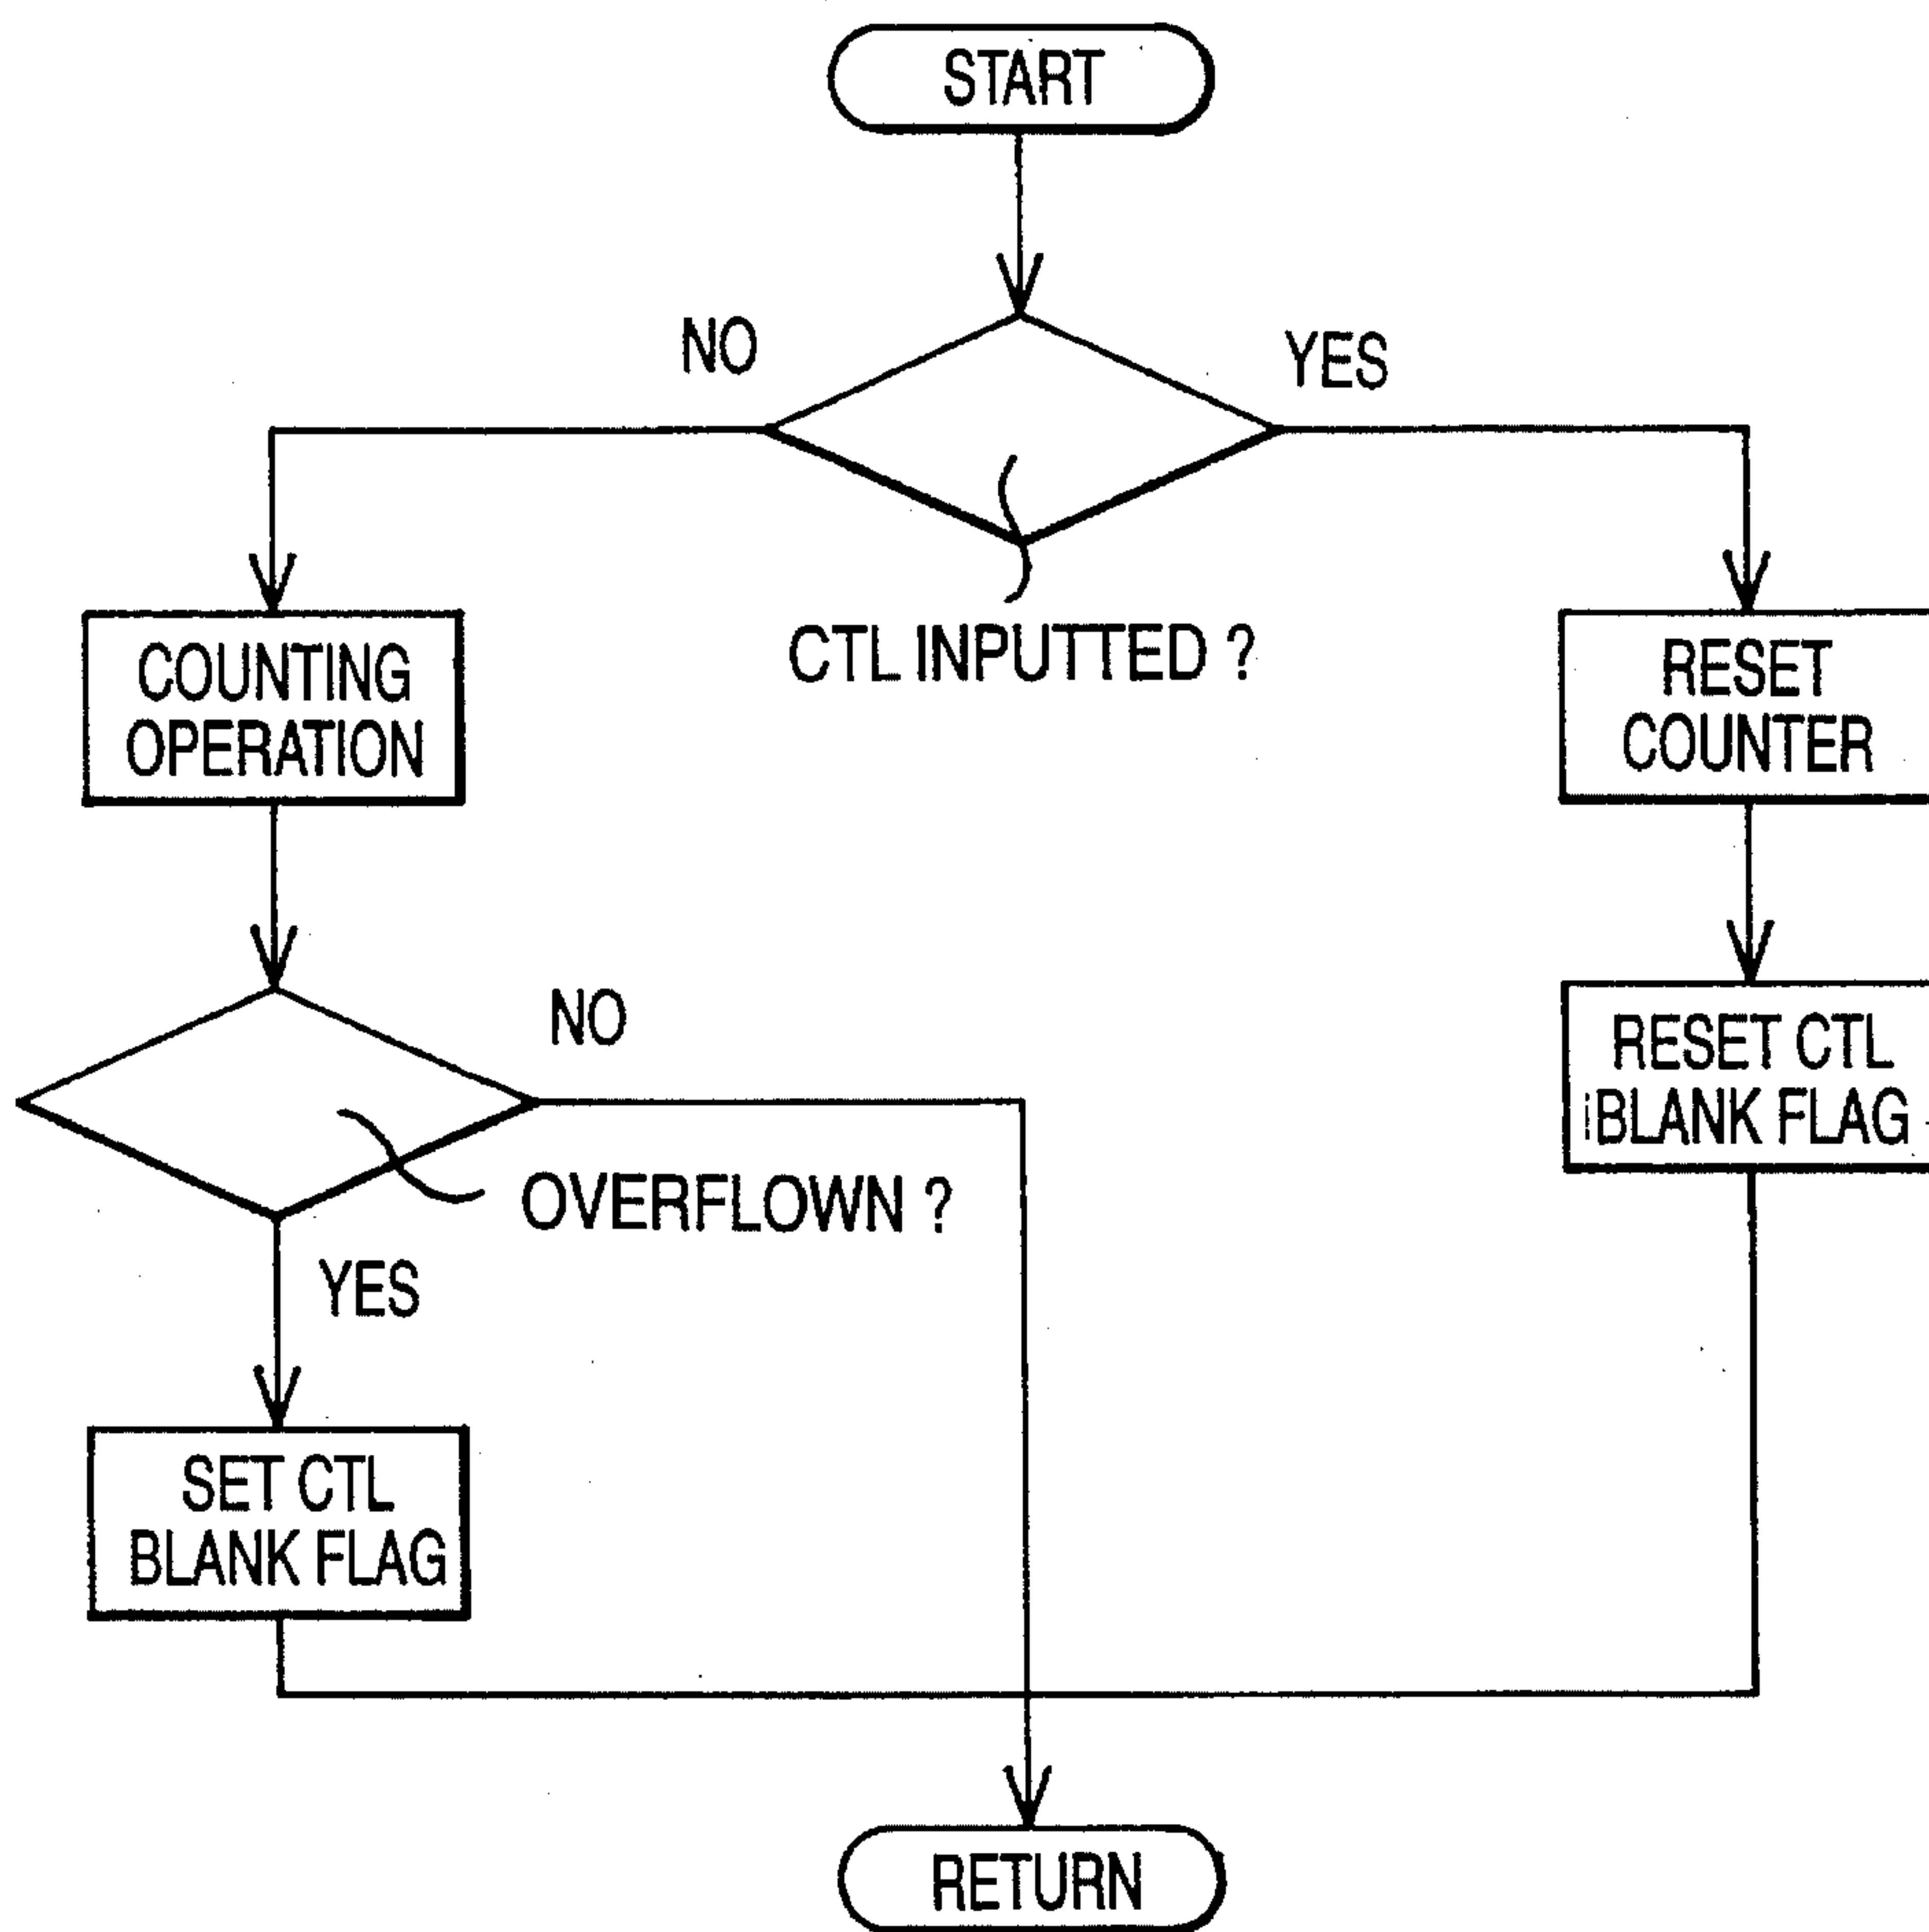 START
NO
YES
CTL INPUTTED ?
COUNTING
OPERATION
RESET
COUNTER
NO
OVERFLOWN ?
YES
RESET CTL
BLANK FLAG
SET CTL
BLANK FLAG
RETURN